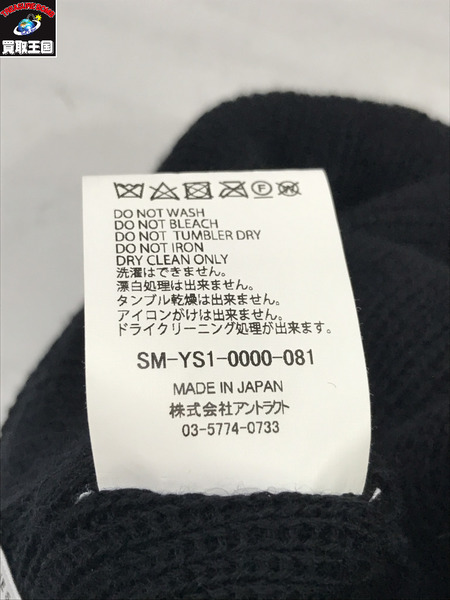 TREASURE KINGDOM
買取王国
F W
DO NOT WASH
DO NOT BLEACH
DO NOT TUMBLER DRY
DO NOT IRON
DRY CLEAN ONLY
洗濯はできません。
漂白処理は出来ません。
タンブル乾燥は出来ません。
アイコンがけは出来ません。
ドライクリーニング処理が出来ます。
SM-YS1-0000-081
MADE IN JAPAN
株式会社アントラクト
03-5774-0733